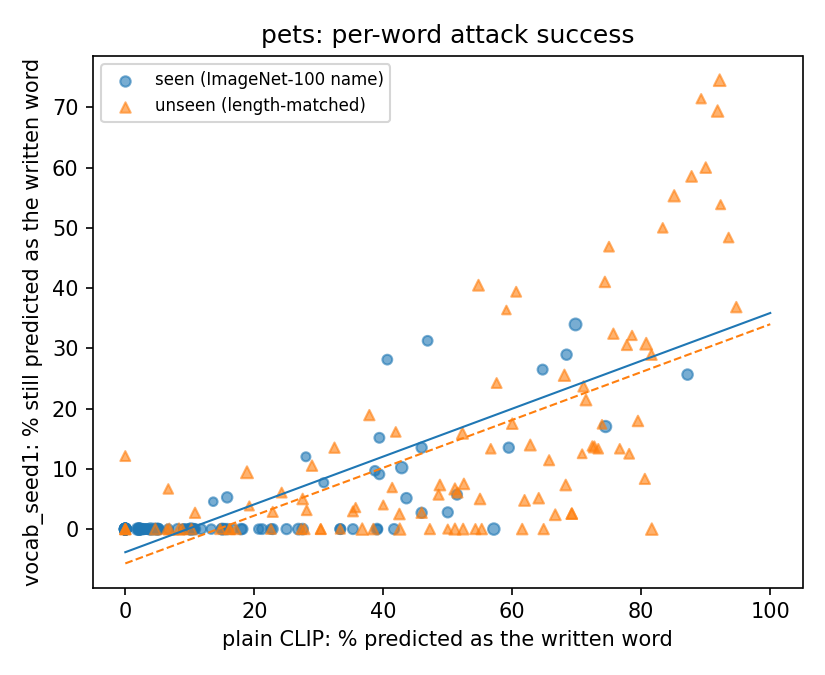 pets: per-word attack success
seen (ImageNet-100 name)
unseen (length-matched)
vocab_seed1: % still predicted as the written word
70
60
50
40
30
20
10
0
0 20 40 60 80 100
plain CLIP: % predicted as the written word